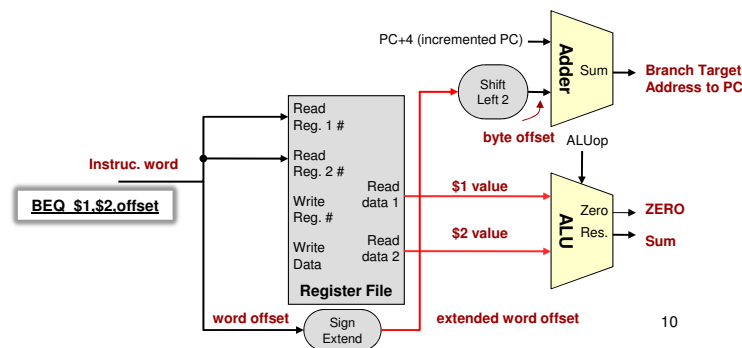 PC+4 (incremented PC)
Adder
Sum
Branch Target
Address to PC
Shift
Left 2
byte offset
ALUop
Read
Reg. 1 #
Instruc. word
Read
Reg. 2 #
BEQ $1,$2,offset
Write
Reg. #
Read
data 1
$1 value
Write
Data
Read
data 2
$2 value
ALU
Zero
ZERO
Res.
Sum
Register File
word offset
Sign
Extend
extended word offset
10